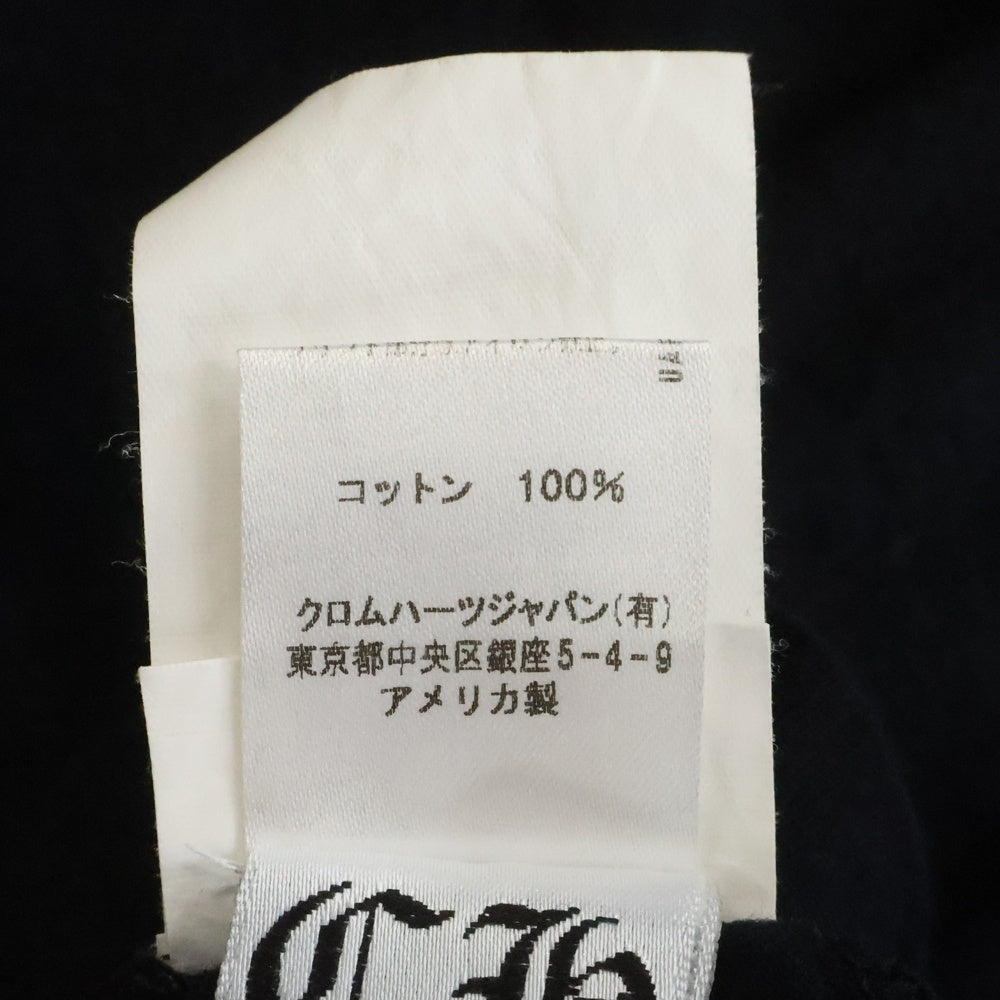 コットン 100%
クロムハーツジャパン(有)
東京都中央区銀座5-4-9
アメリカ製
CH